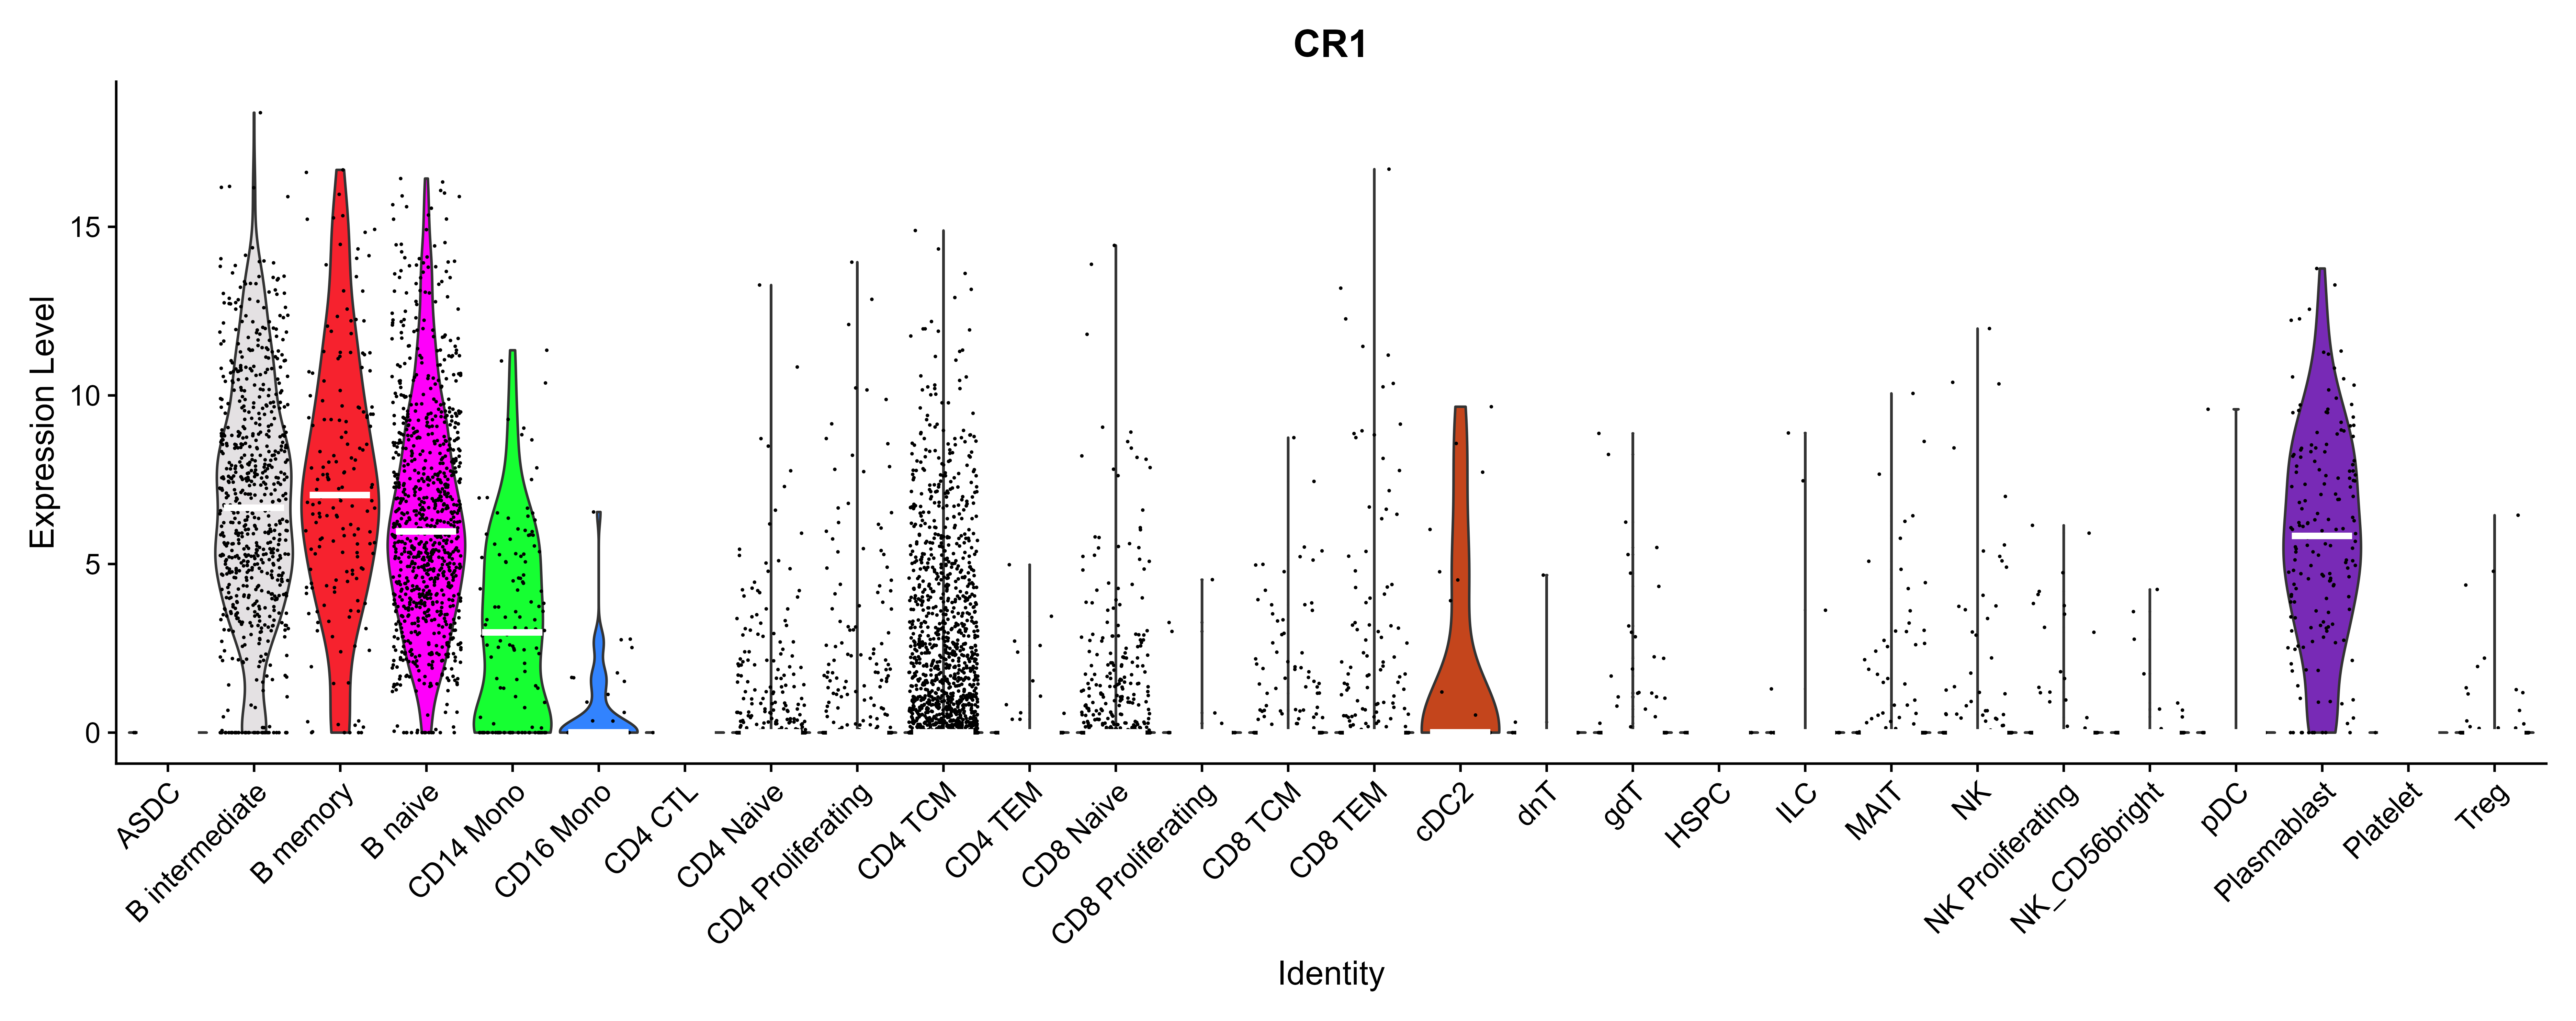 CR1
Expression Level
15
10
5
0
ASDC
B intermediate
B memory
B naive
CD14 Mono
CD16 Mono
CD4 CTL
CD4 Naive
CD4 Proliferating
CD4 TCM
CD4 TEM
CD8 Naive
CD8 Proliferating
CD8 TCM
CD8 TEM
cDC2
dnT
gdT
HSPC
ILC
MAIT
NK
NK Proliferating
NK_CD56bright
pDC
Plasmablast
Platelet
Treg
Identity